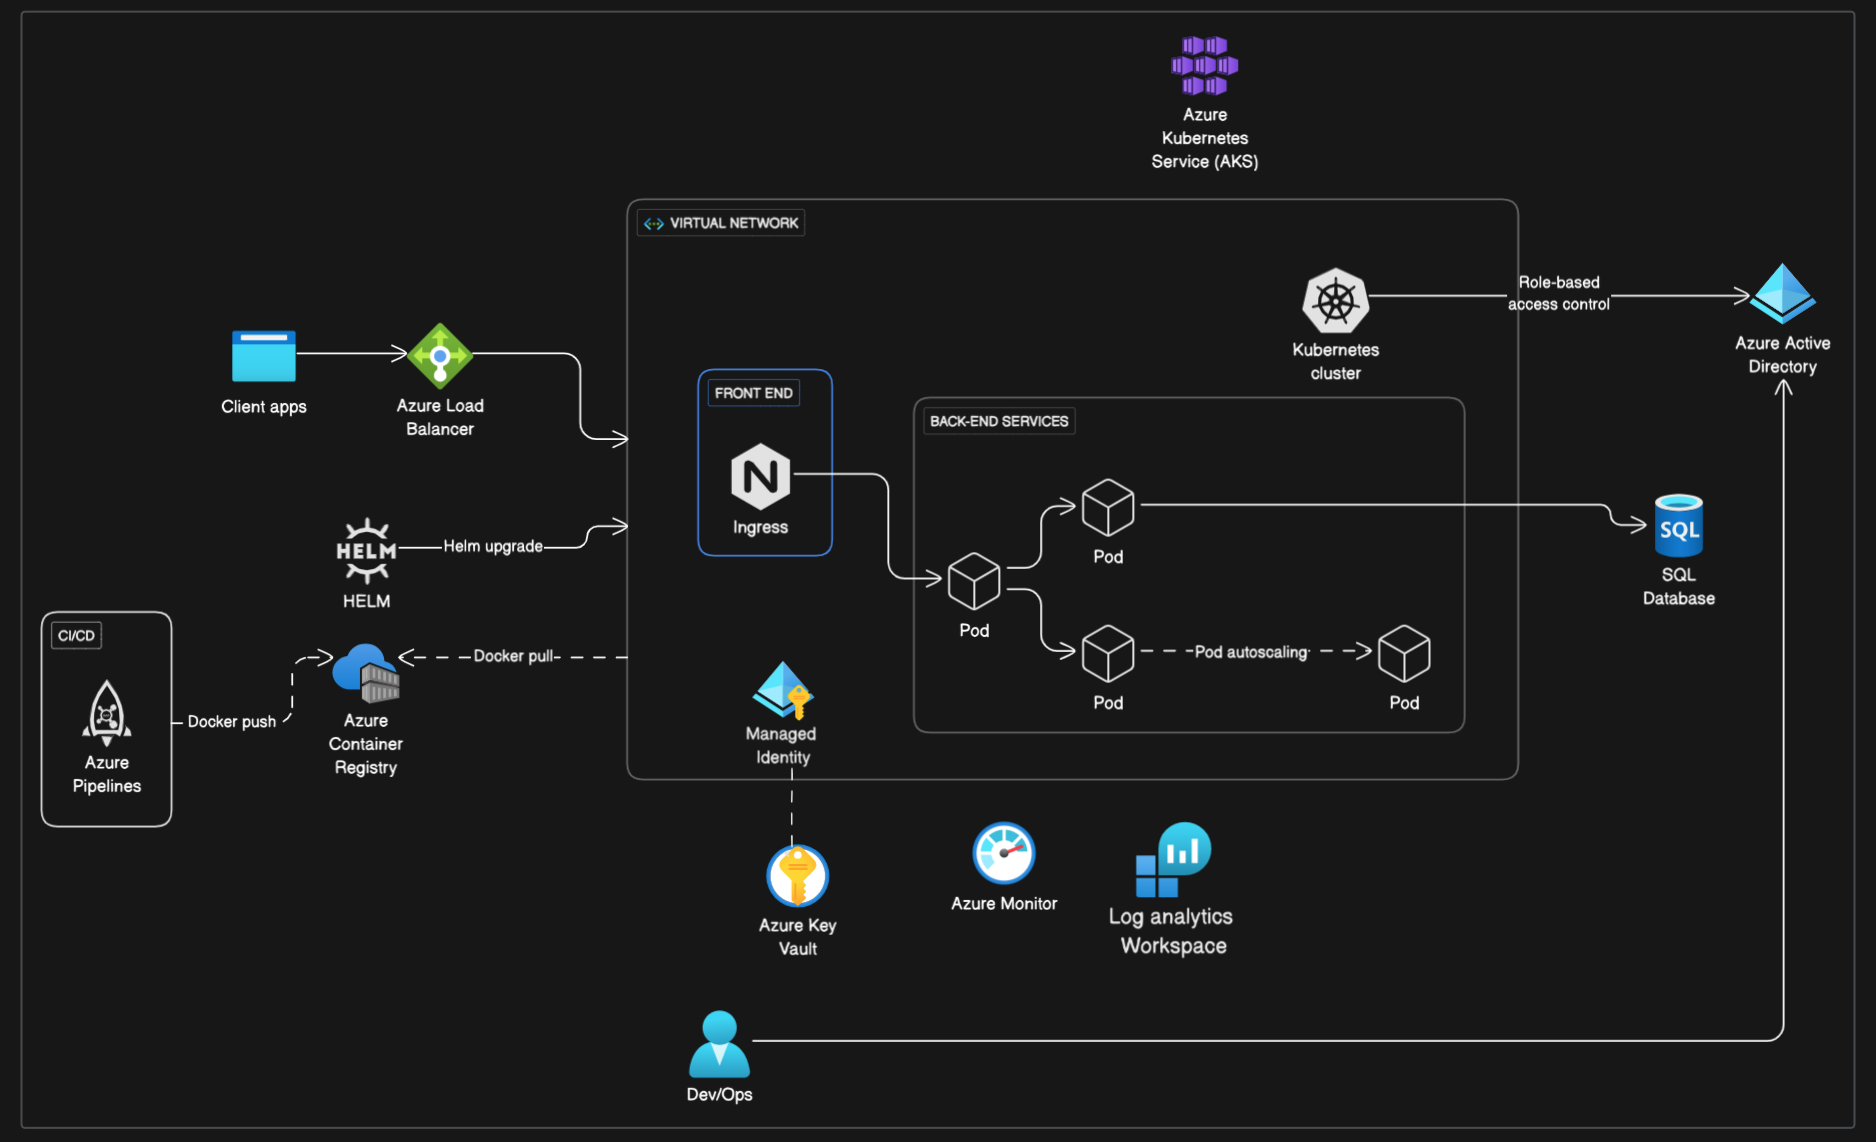 Azure
Kubernetes
Service (AKS)
VIRTUAL NETWORK
Role-based
access control
Kubernetes
cluster
Azure Active
Directory
Client apps
Azure Load
Balancer
FRONT END
Ingress
BACK-END SERVICES
Pod
Pod
Pod
Pod autoscaling
Pod
SQL
SQL
Database
HELM
Helm upgrade
HELM
CI/CD
Azure
Pipelines
Docker push
Docker pull
Azure
Container
Registry
Managed
Identity
Azure Key
Vault
Azure Monitor
Log analytics
Workspace
Dev/Ops